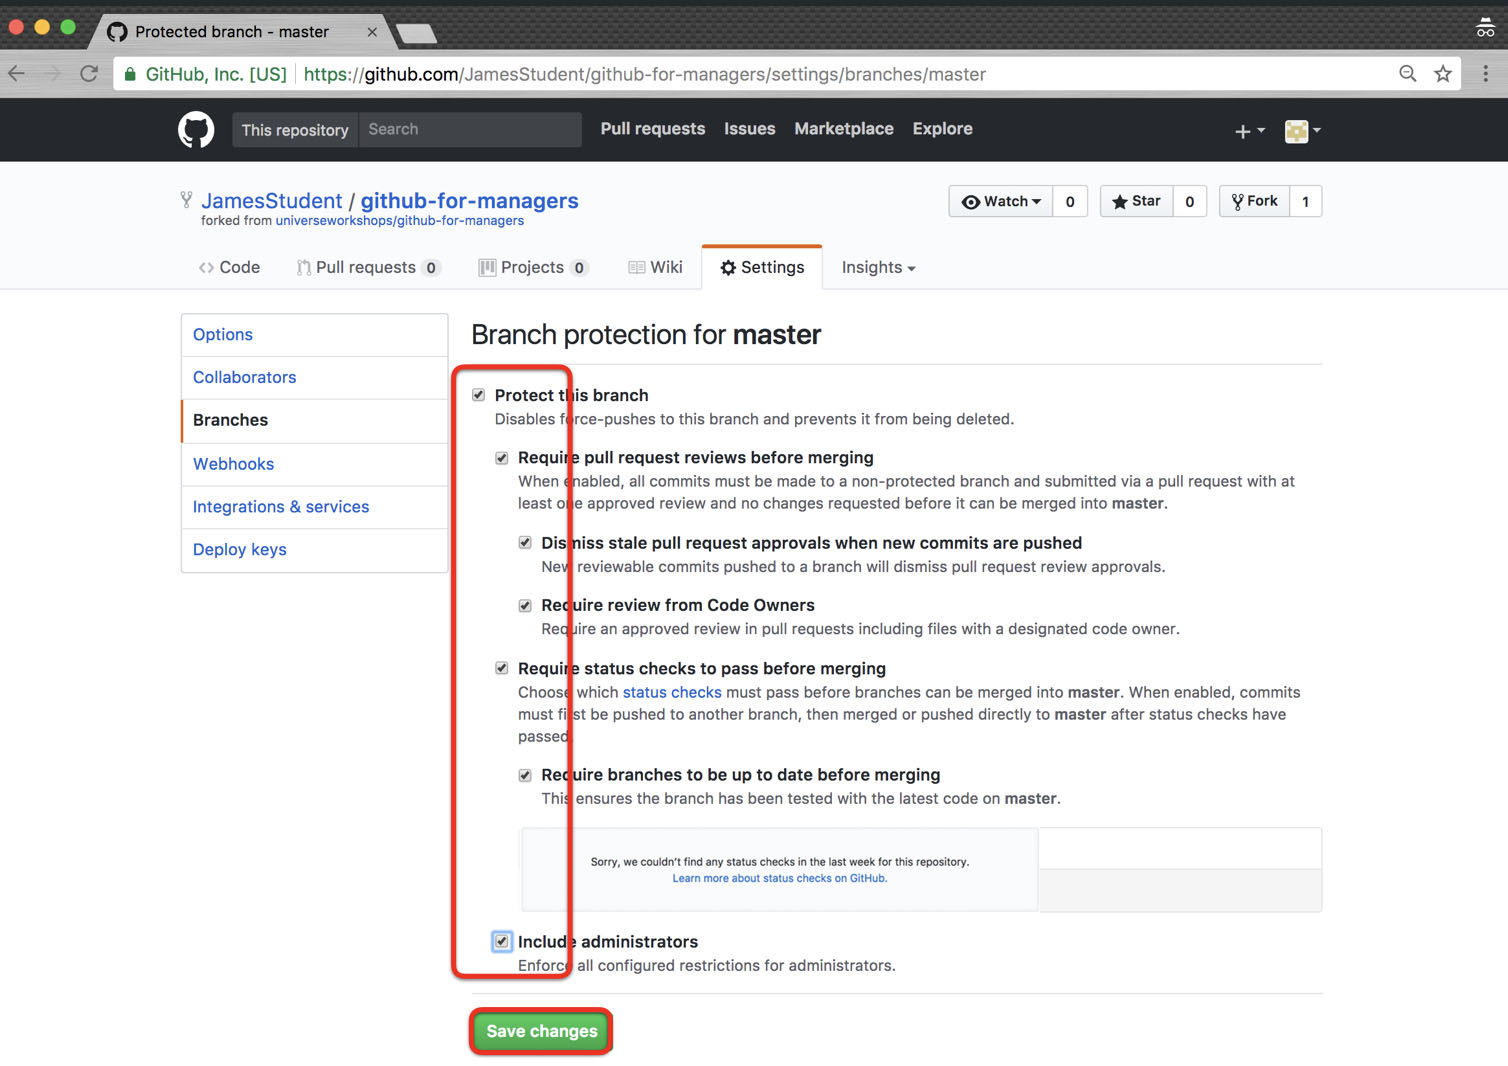 Protected branch - master
GitHub, Inc. [US] https://github.com/JamesStudent/github-for-managers/settings/branches/master
This repository Search Pull requests Issues Marketplace Explore
JamesStudent / github-for-managers
forked from universeworkshops/github-for-managers
Watch 0 Star 0 Fork 1
Code Pull requests 0 Projects 0 Wiki Settings Insights
Options
Collaborators
Branches
Webhooks
Integrations & services
Deploy keys
Branch protection for master
Protect this branch
Disables force-pushes to this branch and prevents it from being deleted.
Require pull request reviews before merging
When enabled, all commits must be made to a non-protected branch and submitted via a pull request with at
least one approved review and no changes requested before it can be merged into master.
Dismiss stale pull request approvals when new commits are pushed
New reviewable commits pushed to a branch will dismiss pull request review approvals.
Require review from Code Owners
Require an approved review in pull requests including files with a designated code owner.
Require status checks to pass before merging
Choose which status checks must pass before branches can be merged into master. When enabled, commits
must first be pushed to another branch, then merged or pushed directly to master after status checks have
passed.
Require branches to be up to date before merging
This ensures the branch has been tested with the latest code on master.
Sorry, we couldn't find any status checks in the last week for this repository.
Learn more about status checks on GitHub.
Include administrators
Enforce all configured restrictions for administrators.
Save changes